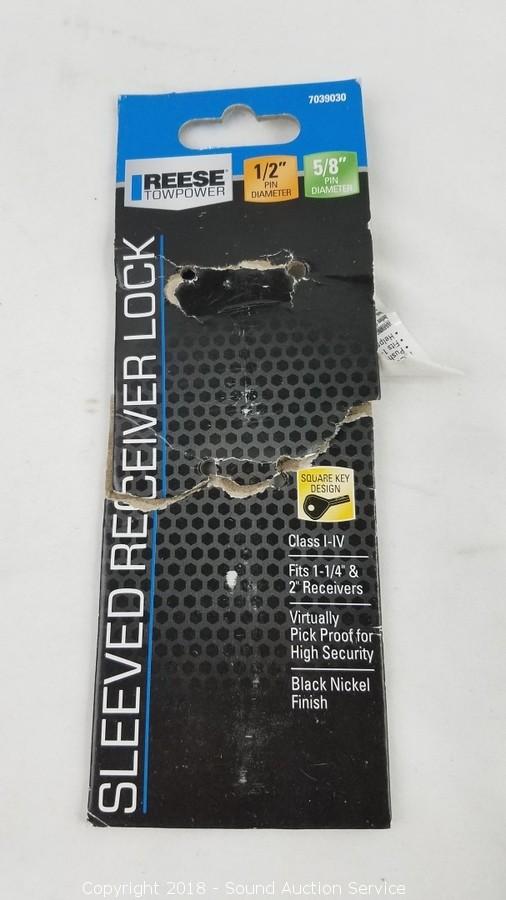 7039030
REESE
TOWPOWER
1/2"
PIN
DIAMETER
5/8"
PIN
DIAMETER
SLEEVED RECEIVER LOCK
SQUARE KEY
DESIGN
Class I-IV
Fits 1-1/4" &
2" Receivers
Virtually
Pick Proof for
High Security
Black Nickel
Finish
Copyright 2018 - Sound Auction Service